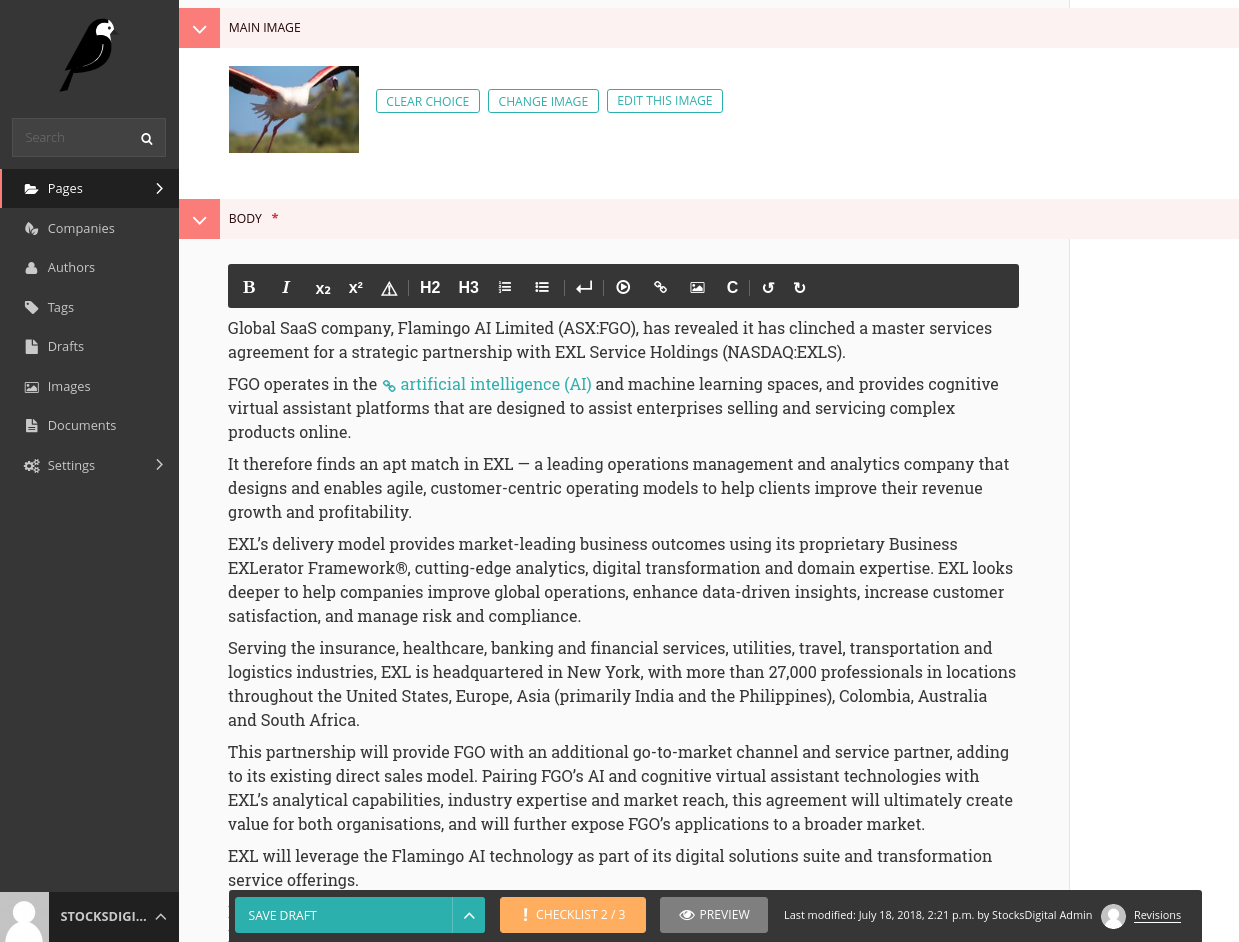 MAIN IMAGE
CLEAR CHOICE
CHANGE IMAGE
EDIT THIS IMAGE
Search
Pages
Companies
Authors
Tags
Drafts
Images
Documents
Settings
BODY *
B I x₂ x² H2 H3 C
Global SaaS company, Flamingo AI Limited (ASX:FGO), has revealed it has clinched a master services
agreement for a strategic partnership with EXL Service Holdings (NASDAQ:EXLS).
FGO operates in the artificial intelligence (AI) and machine learning spaces, and provides cognitive
virtual assistant platforms that are designed to assist enterprises selling and servicing complex
products online.
It therefore finds an apt match in EXL — a leading operations management and analytics company that
designs and enables agile, customer-centric operating models to help clients improve their revenue
growth and profitability.
EXL’s delivery model provides market-leading business outcomes using its proprietary Business
EXLerator Framework®, cutting-edge analytics, digital transformation and domain expertise. EXL looks
deeper to help companies improve global operations, enhance data-driven insights, increase customer
satisfaction, and manage risk and compliance.
Serving the insurance, healthcare, banking and financial services, utilities, travel, transportation and
logistics industries, EXL is headquartered in New York, with more than 27,000 professionals in locations
throughout the United States, Europe, Asia (primarily India and the Philippines), Colombia, Australia
and South Africa.
This partnership will provide FGO with an additional go-to-market channel and service partner, adding
to its existing direct sales model. Pairing FGO’s AI and cognitive virtual assistant technologies with
EXL’s analytical capabilities, industry expertise and market reach, this agreement will ultimately create
value for both organisations, and will further expose FGO’s applications to a broader market.
EXL will leverage the Flamingo AI technology as part of its digital solutions suite and transformation
service offerings.
STOCKSDIGI...
SAVE DRAFT
! CHECKLIST 2 / 3
PREVIEW
Last modified: July 18, 2018, 2:21 p.m. by StocksDigital Admin
Revisions